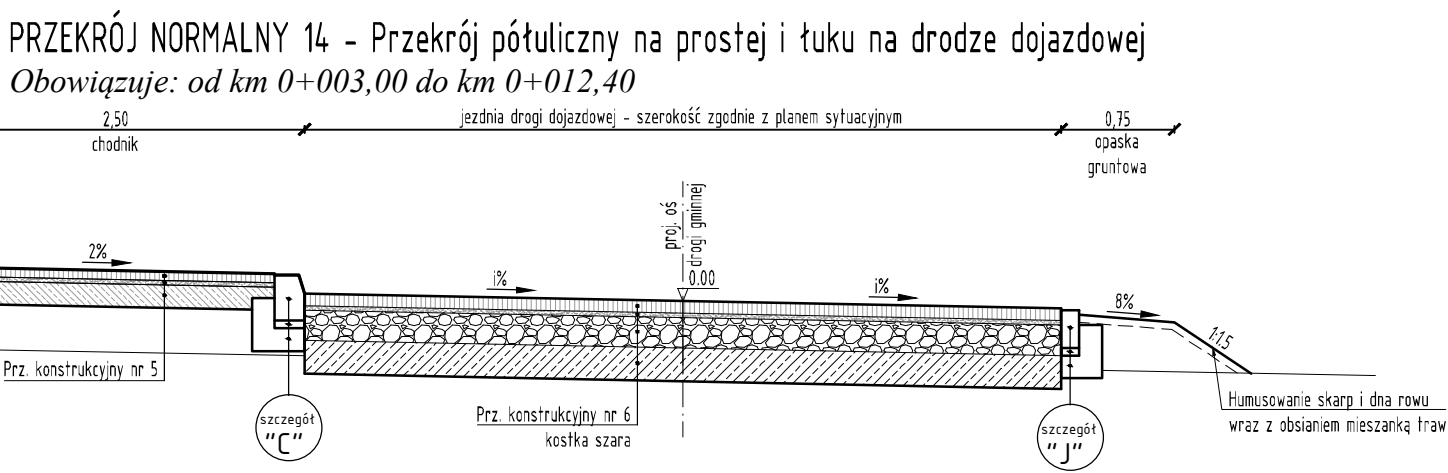 PRZEKRÓJ NORMALNY 14 - Przekrój półuliczny na prostej i łuku na drodze dojazdowej
Obowiązuje: od km 0+003,00 do km 0+012,40
2,50
chodnik
jezdnia drogi dojazdowej - szerokość zgodnie z planem sytuacyjnym
0,75
opaska
gruntowa
proj. oś
drogi gminnej
0.00
2%
i%
i%
8%
1:1.5
Prz. konstrukcyjny nr 5
szczegół
"C"
Prz. konstrukcyjny nr 6
kostka szara
szczegół
"J"
Humusowanie skarp i dna rowu
wraz z obsianiem mieszanką traw